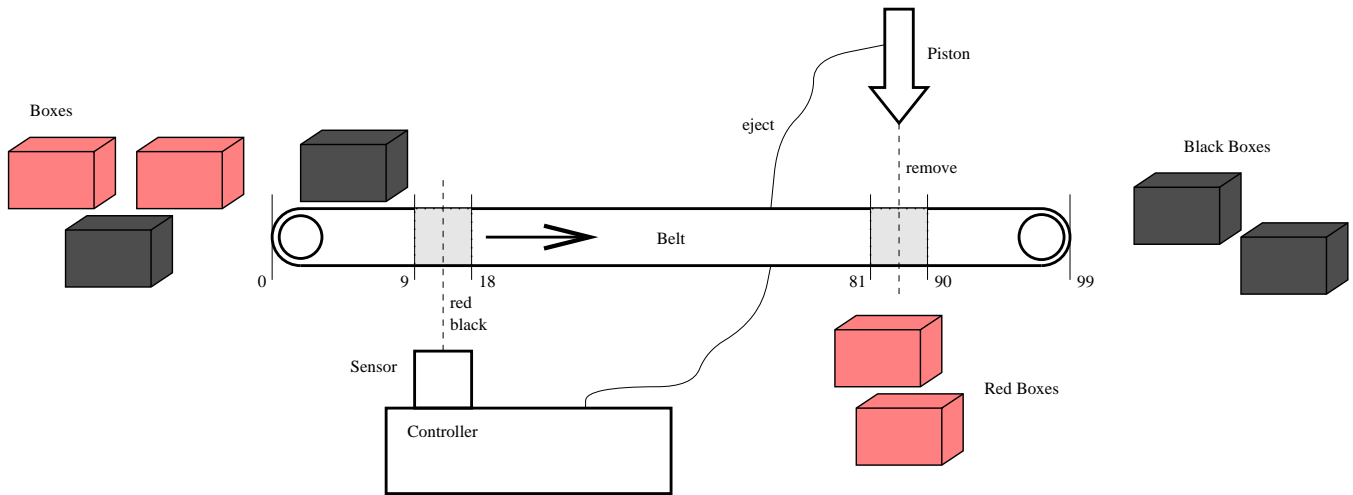 Piston
Boxes
eject
Black Boxes
remove
Belt
0
9
18
81
90
99
red
black
Sensor
Red Boxes
Controller